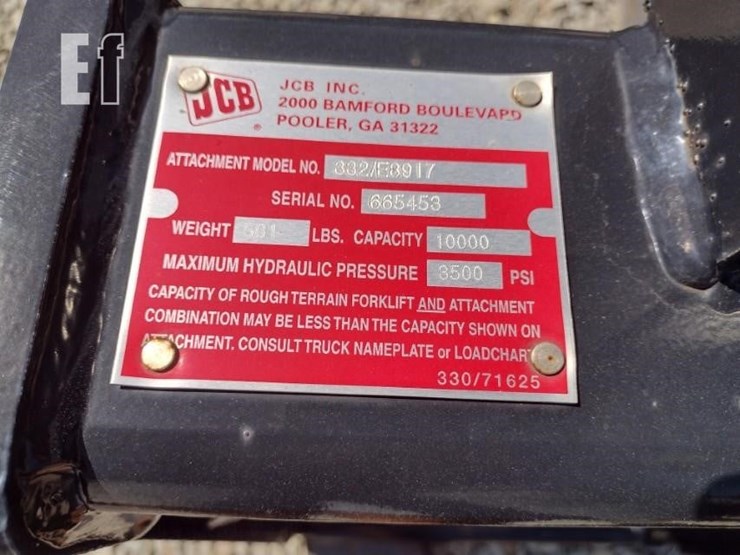 Ef
JCB
JCB INC.
2000 BAMFORD BOULEVARD
POOLER, GA 31322
ATTACHMENT MODEL NO. 332/E8917
SERIAL NO. 665453
WEIGHT LBS. CAPACITY 10000
MAXIMUM HYDRAULIC PRESSURE 3500 PSI
CAPACITY OF ROUGH TERRAIN FORKLIFT AND ATTACHMENT
COMBINATION MAY BE LESS THAN THE CAPACITY SHOWN ON
ATTACHMENT. CONSULT TRUCK NAMEPLATE or LOADCHART
330/71625